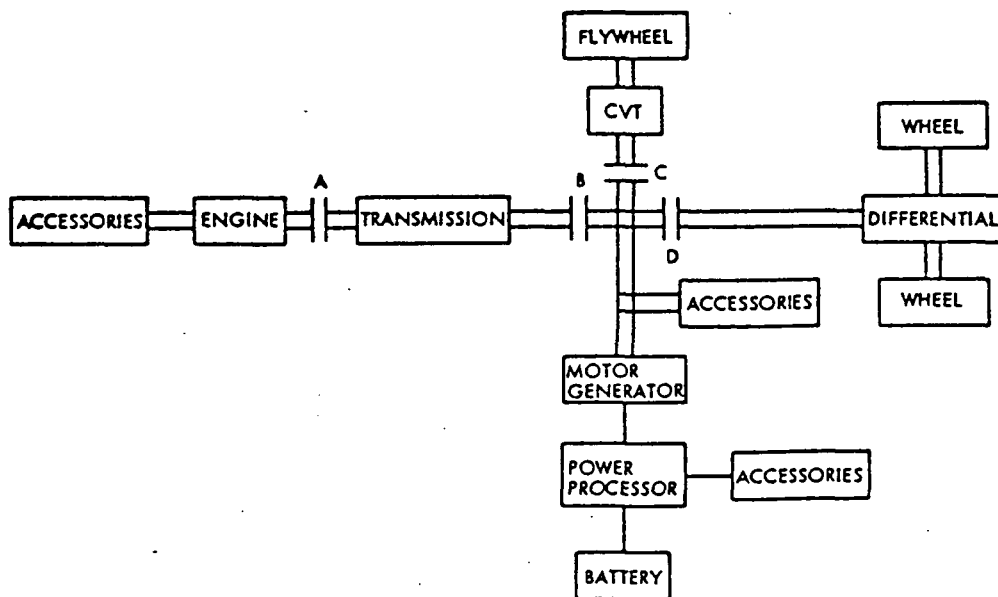 FLYWHEEL
CVT
WHEEL
A
B
C
ACCESSORIES
ENGINE
TRANSMISSION
DIFFERENTIAL
D
ACCESSORIES
WHEEL
MOTOR
GENERATOR
POWER
PROCESSOR
ACCESSORIES
BATTERY